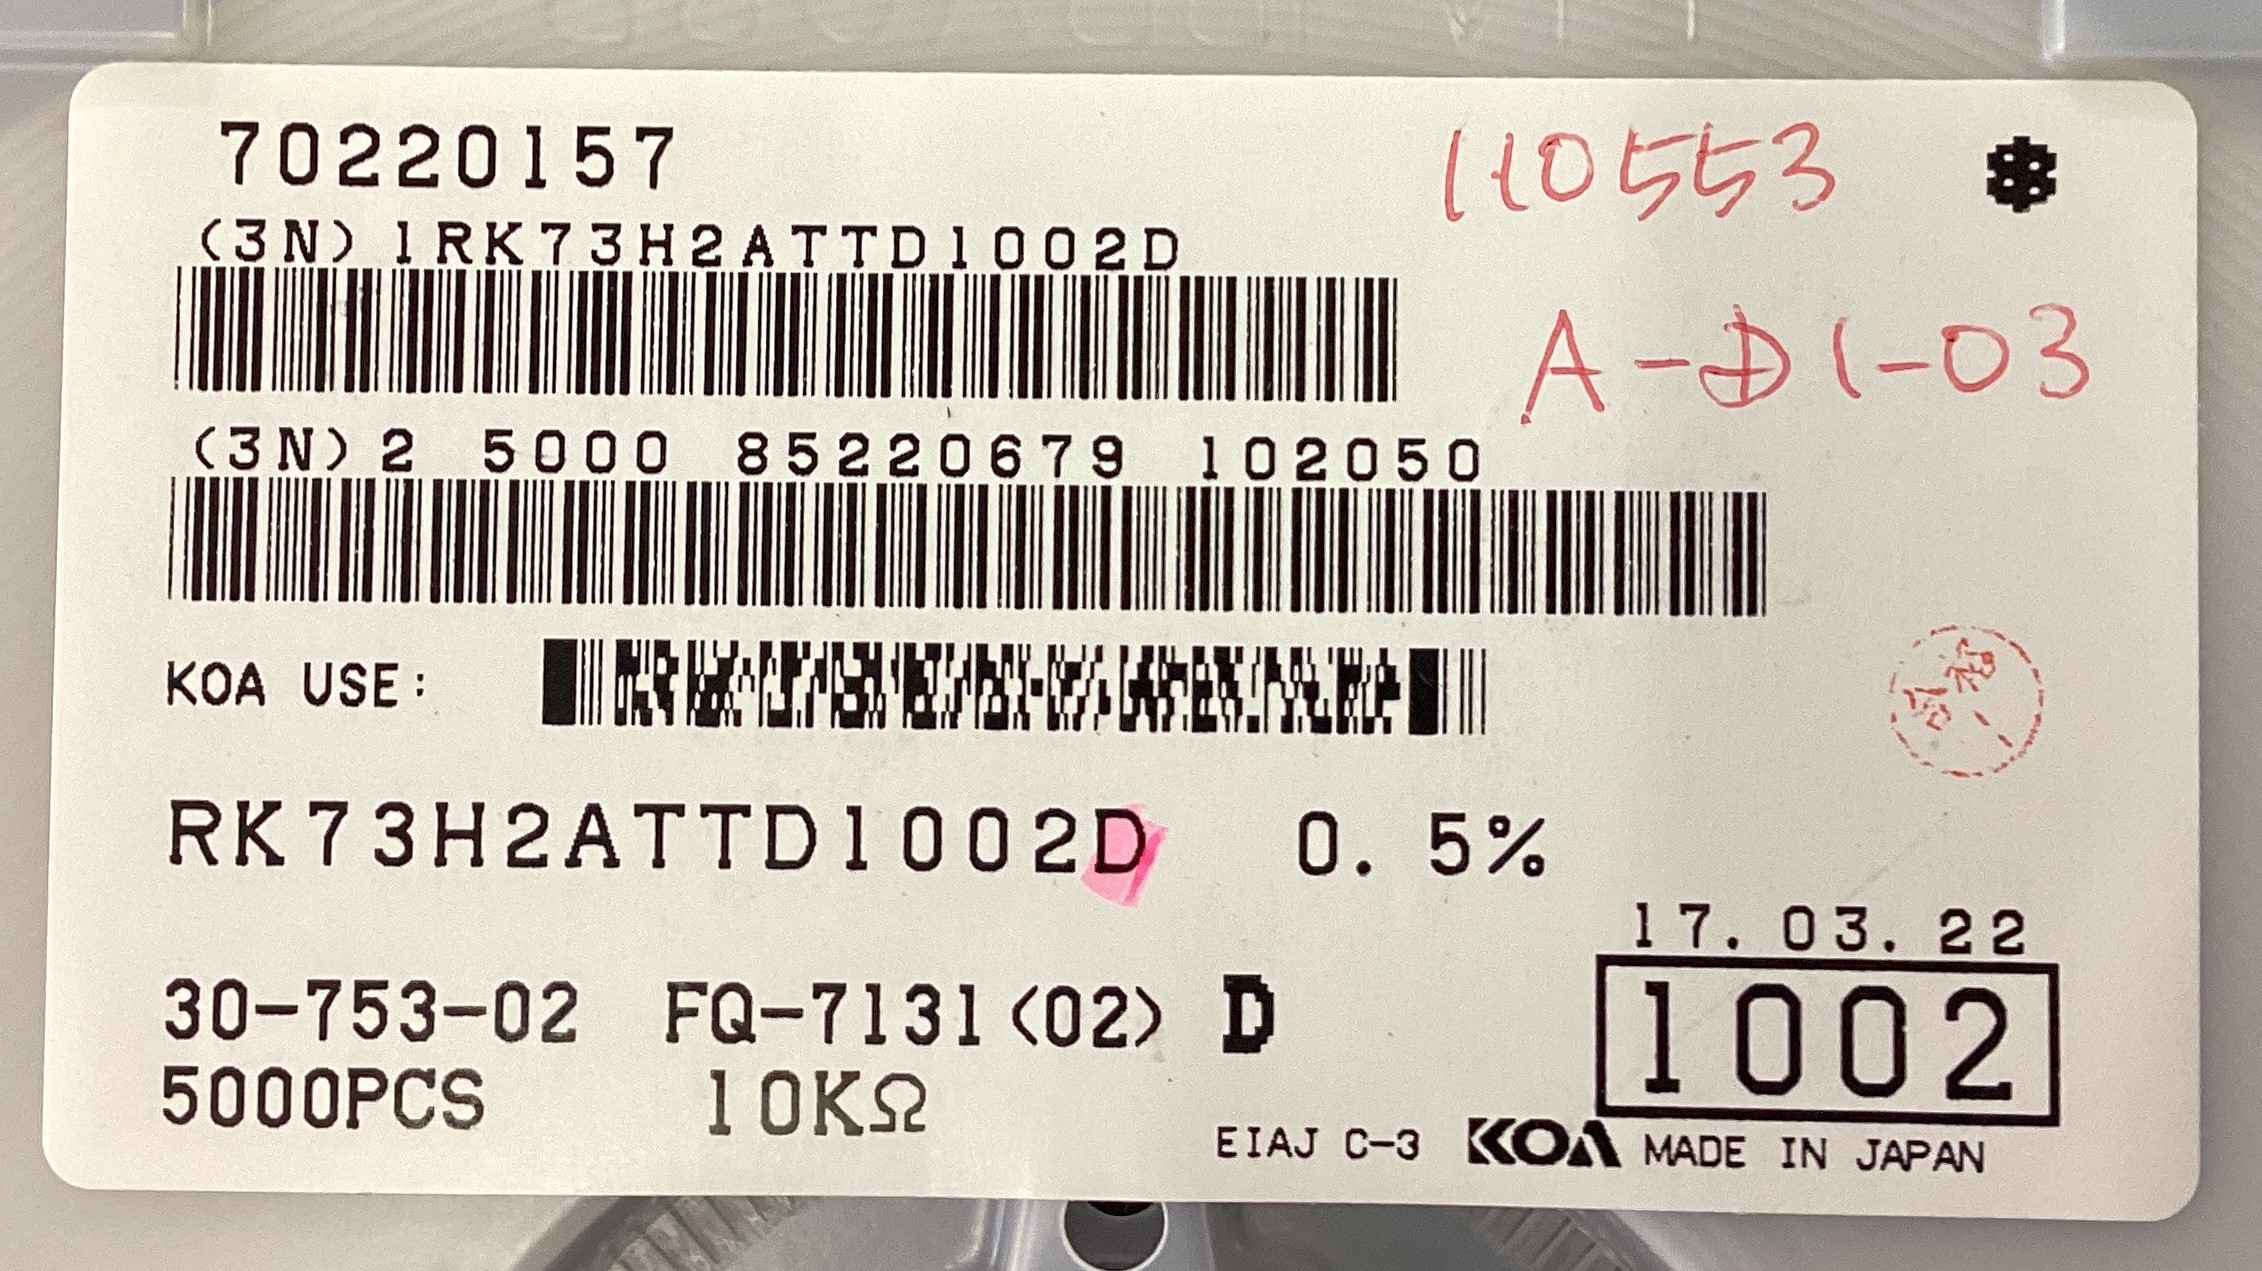 70220157
110553
(3N) 1RK73H2ATTD1002D
A-D1-03
(3N) 2 5000 85220679 102050
KOA USE:
RK73H2ATTD1002D 0.5%
17.03.22
30-753-02 FQ-7131(02) D
1002
5000PCS 10KΩ
EIAJ C-3 KOA MADE IN JAPAN